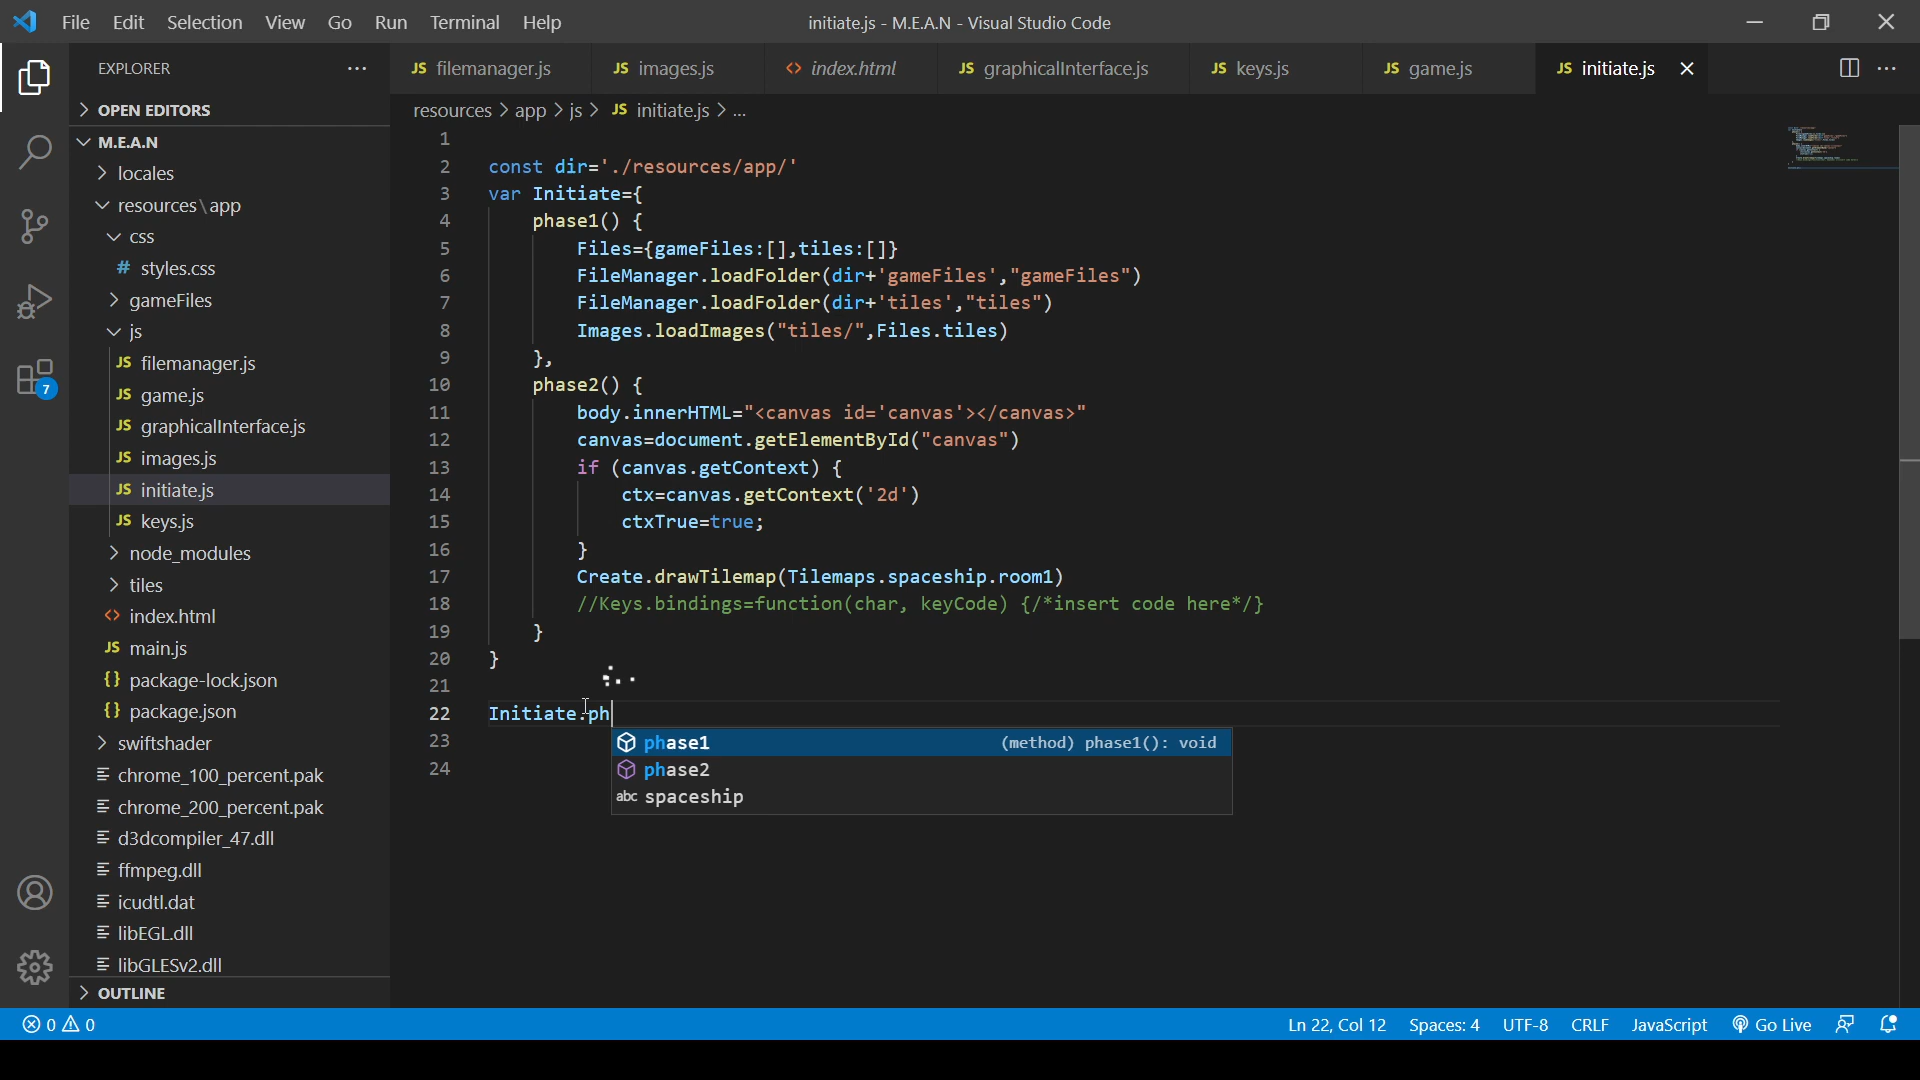 File Edit Selection View Go Run Terminal Help
initiate.js - M.E.A.N - Visual Studio Code
EXPLORER
OPEN EDITORS
M.E.A.N
locales
resources\app
css
# styles.css
gameFiles
js
JS filemanager.js
JS game.js
JS graphicalInterface.js
JS images.js
JS initiate.js
JS keys.js
node_modules
tiles
<> index.html
JS main.js
{} package-lock.json
{} package.json
swiftshader
chrome_100_percent.pak
chrome_200_percent.pak
d3dcompiler_47.dll
ffmpeg.dll
icudtl.dat
libEGL.dll
libGLESv2.dll
OUTLINE
7
JS filemanager.js JS images.js <> index.html JS graphicalInterface.js JS keys.js JS game.js JS initiate.js
resources > app > js > JS initiate.js > ...
1
2 const dir='./resources/app/'
3 var Initiate={
4 phase1() {
5 Files={gameFiles:[],tiles:[]}
6 FileManager.loadFolder(dir+'gameFiles',"gameFiles")
7 FileManager.loadFolder(dir+'tiles',"tiles")
8 Images.loadImages("tiles/",Files.tiles)
9 },
10 phase2() {
11 body.innerHTML="<canvas id='canvas'></canvas>"
12 canvas=document.getElementById("canvas")
13 if (canvas.getContext) {
14 ctx=canvas.getContext('2d')
15 ctxTrue=true;
16 }
17 Create.drawTilemap(Tilemaps.spaceship.room1)
18 //Keys.bindings=function(char, keyCode) {/*insert code here*/}
19 }
20 }
21
22 Initiate.ph
23
24
phase1 (method) phase1(): void
phase2
abc spaceship
0 0 Ln 22, Col 12 Spaces: 4 UTF-8 CRLF JavaScript Go Live